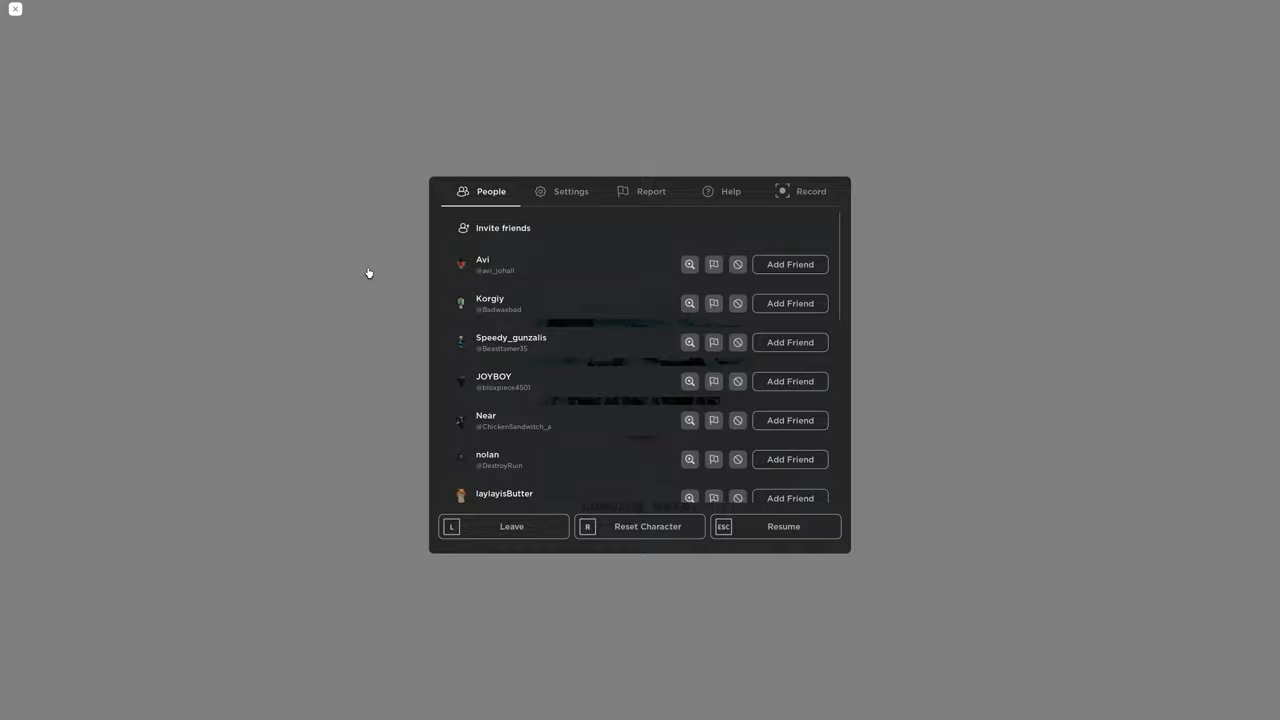 People Settings Report Help Record
Invite friends
Avi
@avi_johall
Add Friend
Korgiy
@Badwasbad
Add Friend
Speedy_gunzalis
@Beasttamer35
Add Friend
JOYBOY
@bloxpiece4501
Add Friend
Near
@ChickenSandwitch_a
Add Friend
nolan
@DestroyRuin
Add Friend
laylayisButter
Add Friend
L Leave
R Reset Character
ESC Resume